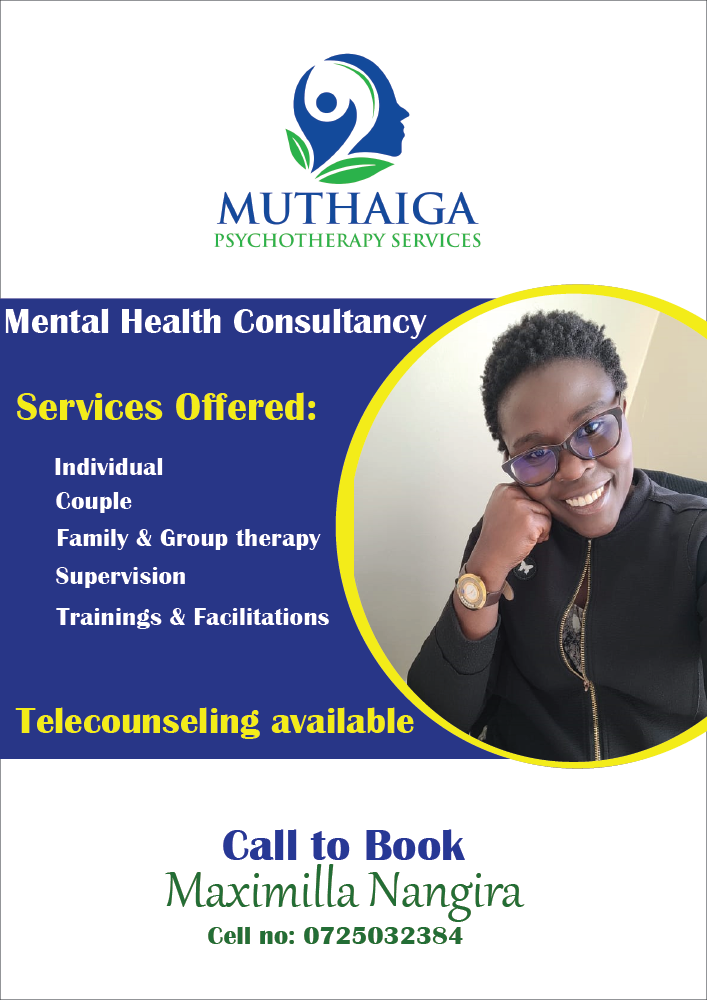 MUTHAIGA
PSYCHOTHERAPY SERVICES
Mental Health Consultancy
Services Offered:
Individual
Couple
Family & Group therapy
Supervision
Trainings & Facilitations
Telecounseling available
Call to Book
Maximilla Nangira
Cell no: 0725032384